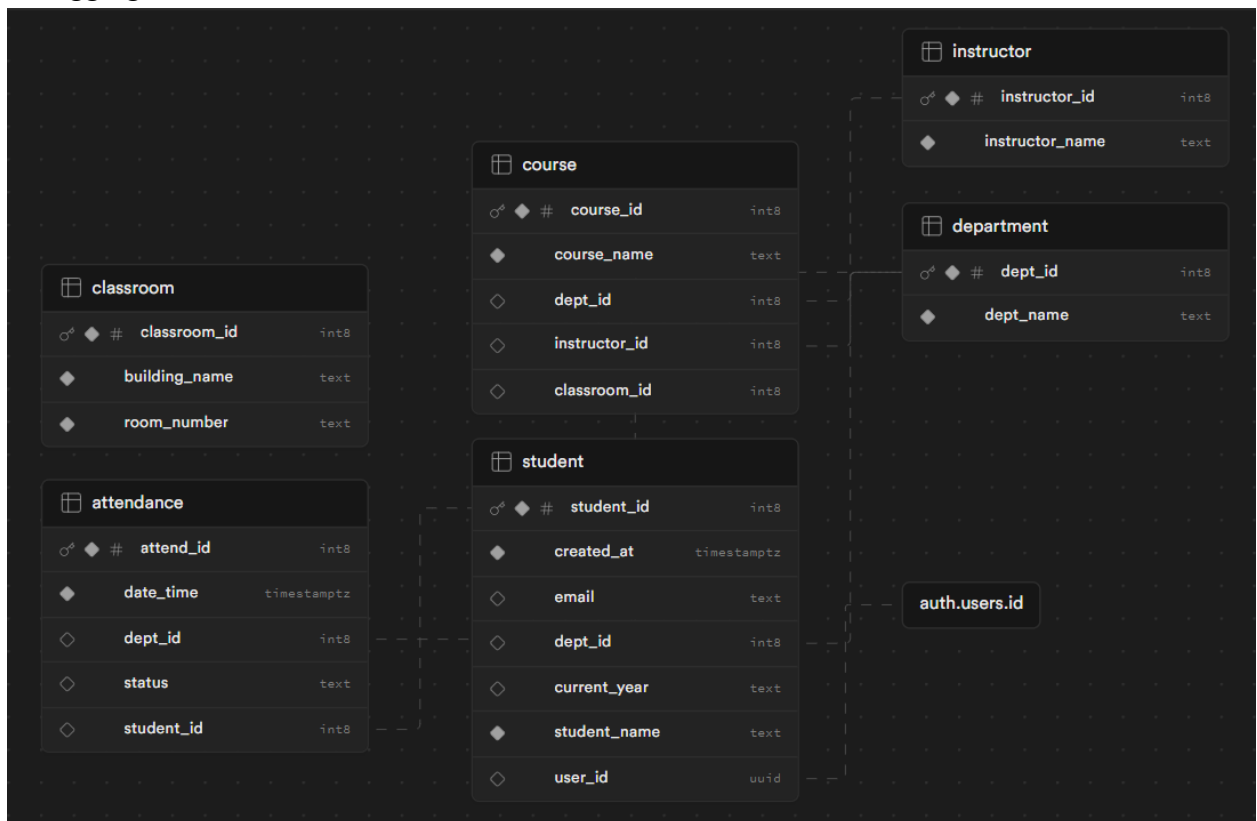 instructor
# instructor_id int8
instructor_name text
course
# course_id int8
course_name text
dept_id int8
instructor_id int8
classroom_id int8
department
# dept_id int8
dept_name text
classroom
# classroom_id int8
building_name text
room_number text
student
# student_id int8
created_at timestamptz
email text
dept_id int8
current_year text
student_name text
user_id uuid
attendance
# attend_id int8
date_time timestamptz
dept_id int8
status text
student_id int8
auth.users.id